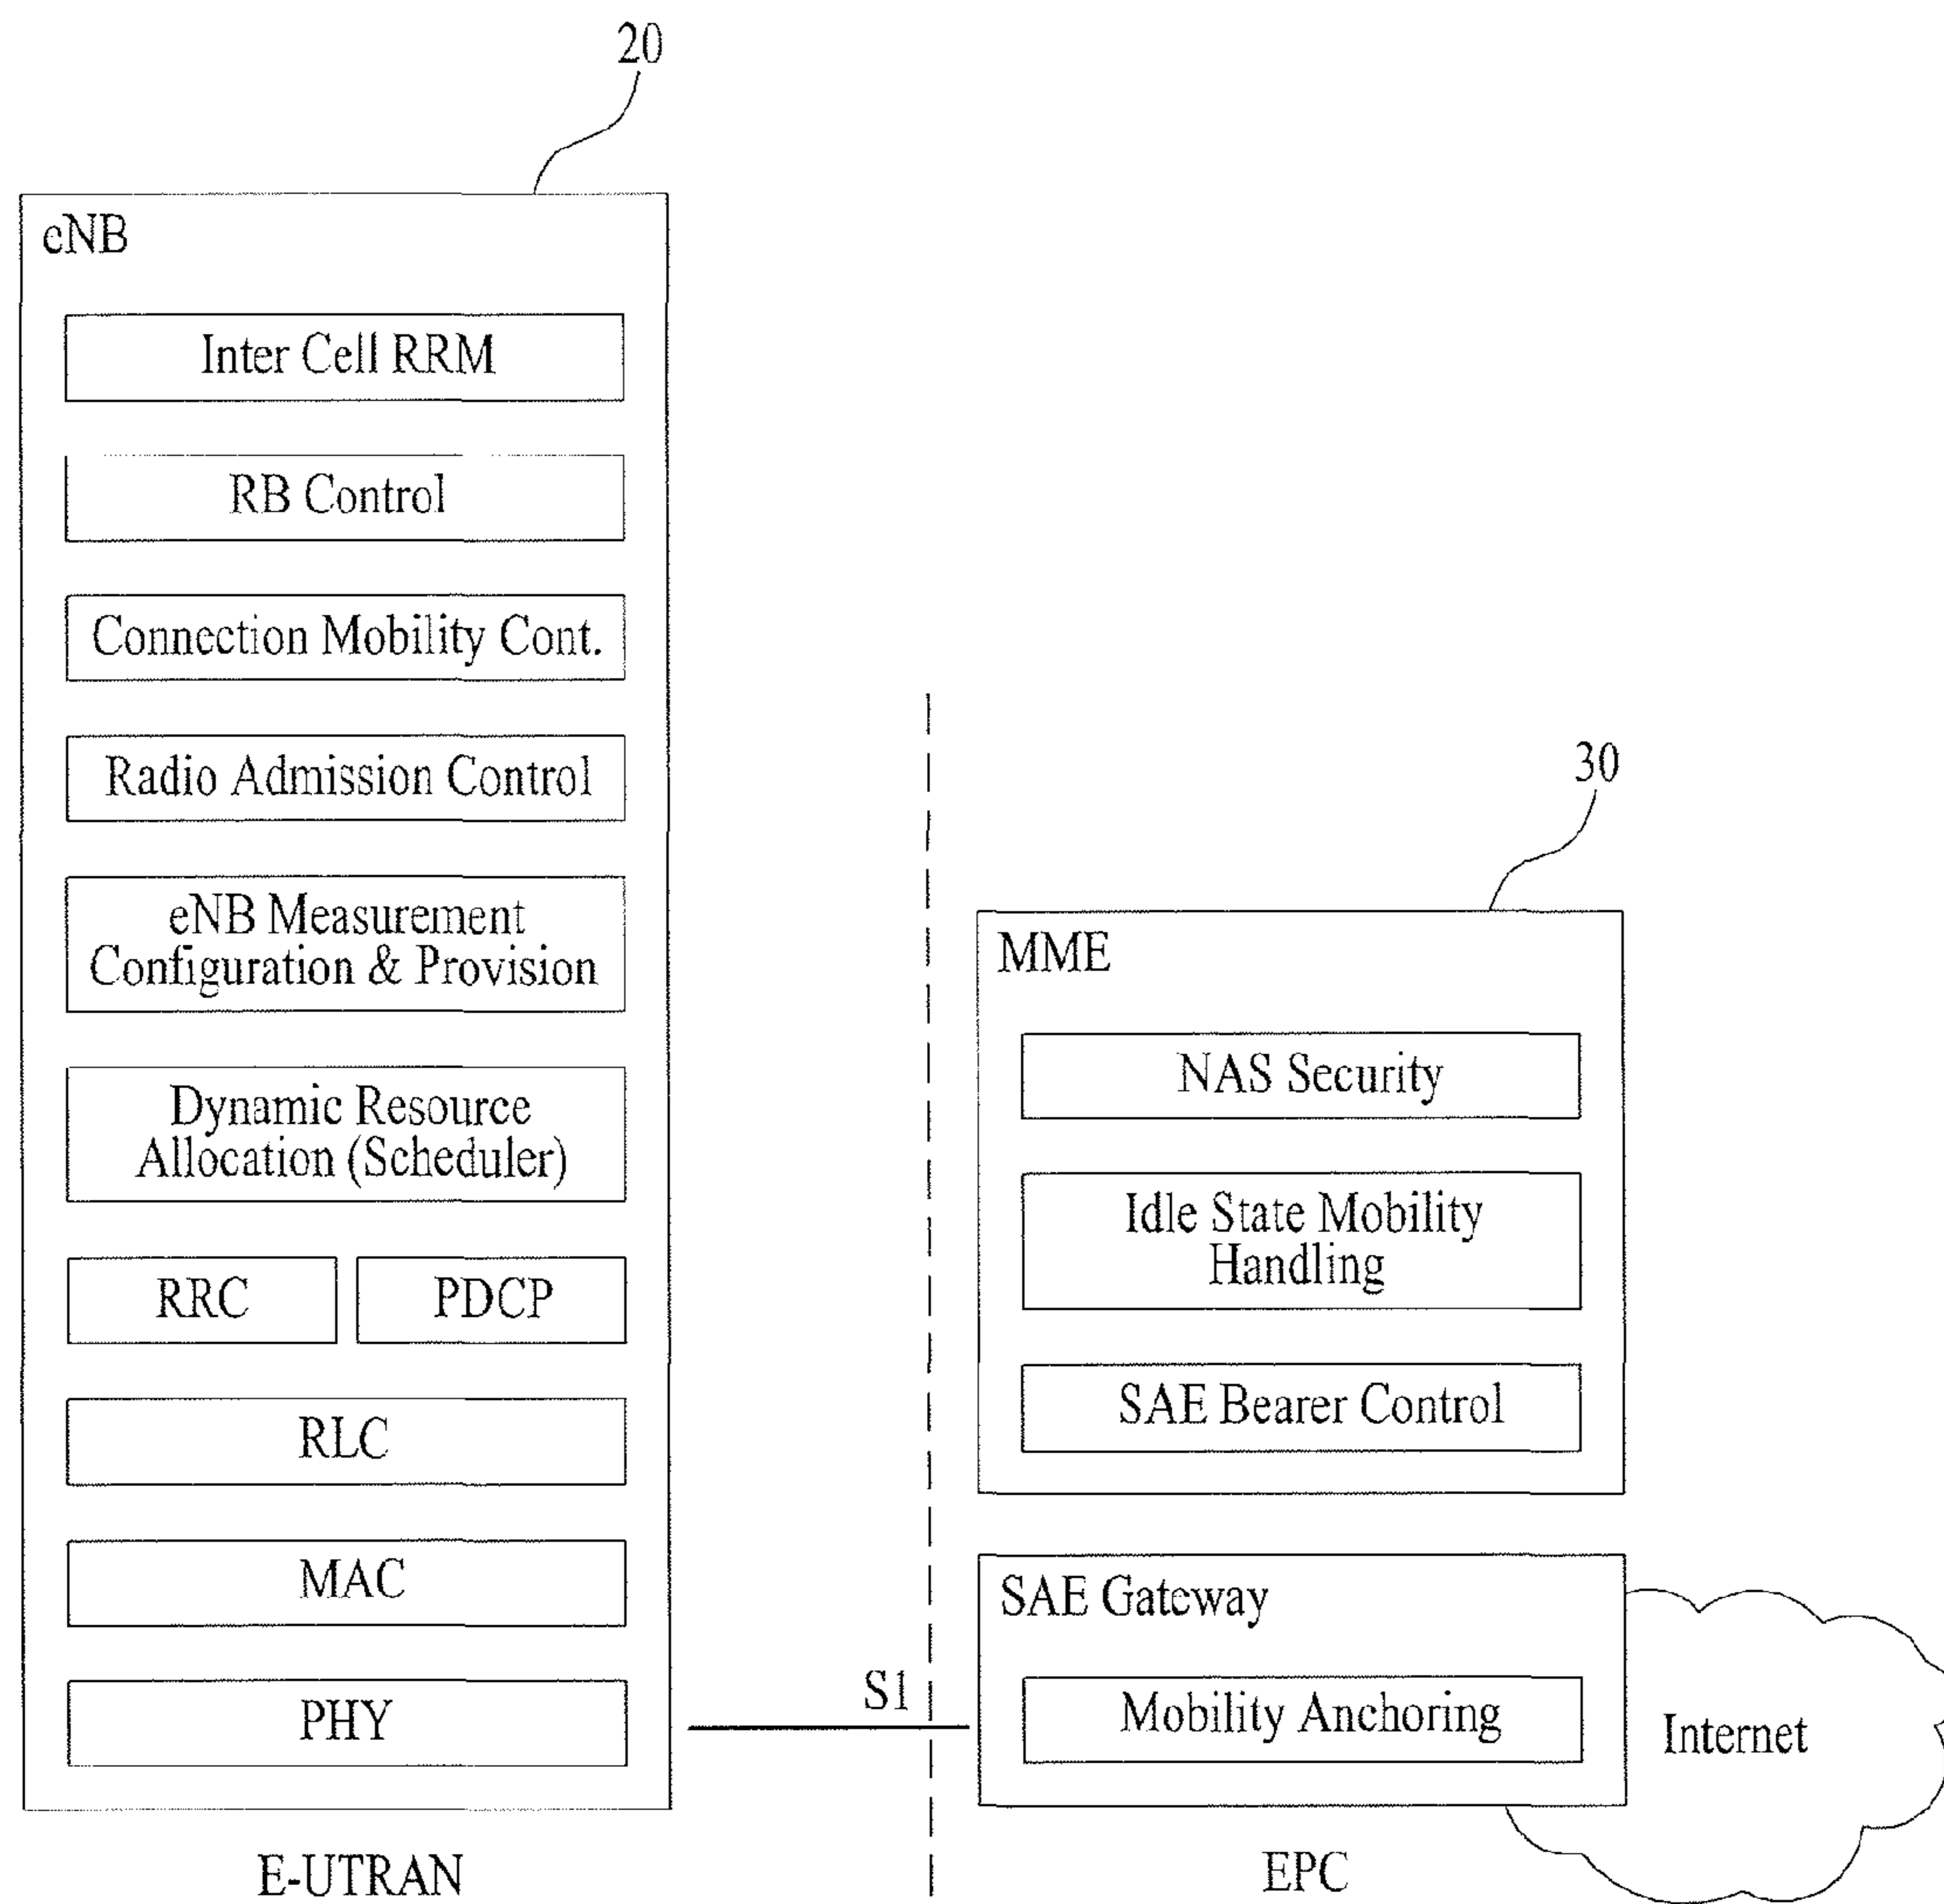 20
eNB
Inter Cell RRM
RB Control
Connection Mobility Cont.
Radio Admission Control
eNB Measurement
Configuration & Provision
Dynamic Resource
Allocation (Scheduler)
RRC
PDCP
RLC
MAC
PHY
E-UTRAN
S1
30
MME
NAS Security
Idle State Mobility
Handling
SAE Bearer Control
SAE Gateway
Mobility Anchoring
Internet
EPC